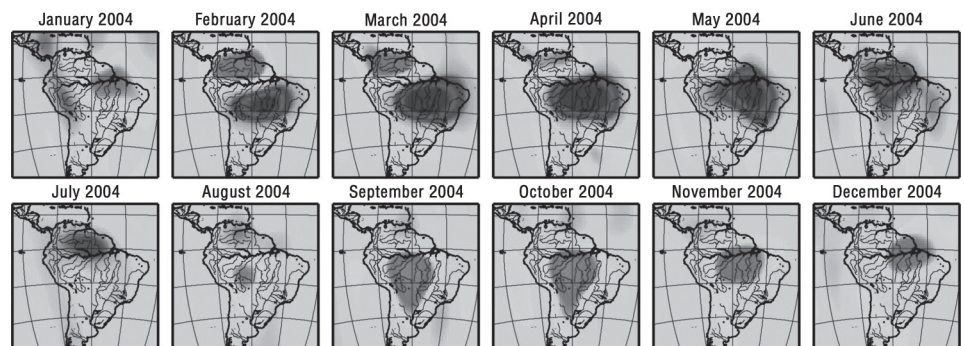 January 2004 February 2004 March 2004 April 2004 May 2004 June 2004
July 2004 August 2004 September 2004 October 2004 November 2004 December 2004